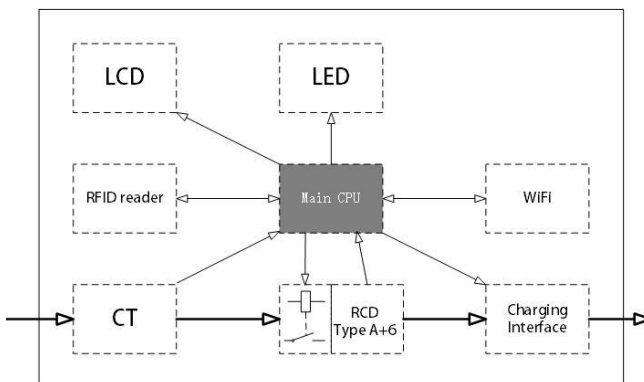 LCD
LED
RFID reader
Main CPU
WiFi
CT
RCD
Type A+6
Charging
Interface